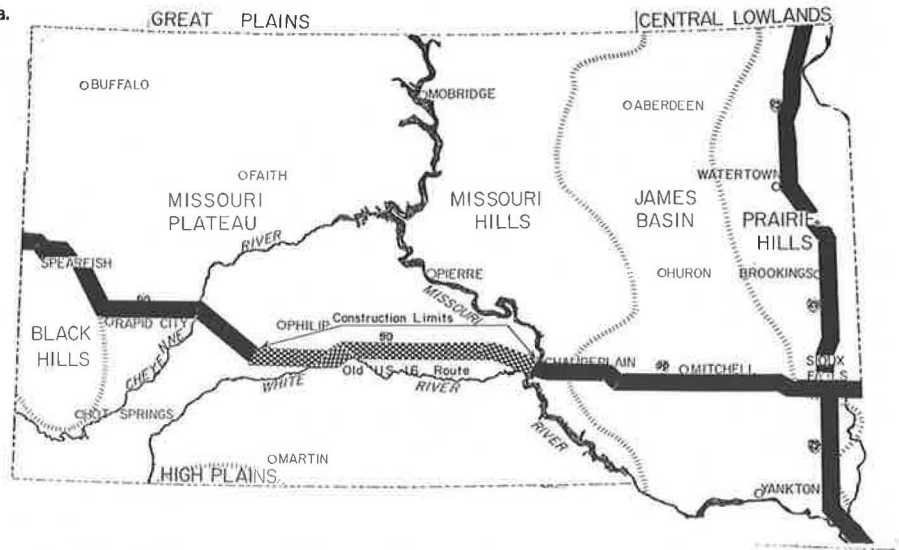 a.
GREAT PLAINS
CENTRAL LOWLANDS
BUFFALO
MOBRIDGE
ABERDEEN
FAITH
WATERTOWN
MISSOURI
PLATEAU
MISSOURI
HILLS
JAMES
BASIN
PRAIRIE
HILLS
RIVER
SPEARFISH
PIERRE
HURON
BROOKINGS
MISSOURI
90
RAPID CITY
PHILIP
Construction Limits
90
BLACK
HILLS
CHEYENNE
CHAMBERLAIN
MITCHELL
SIOUX
FALLS
Old U.S. 16 Route
WHITE
RIVER
HOT SPRINGS
RIVER
MARTIN
HIGH PLAINS
YANKTON